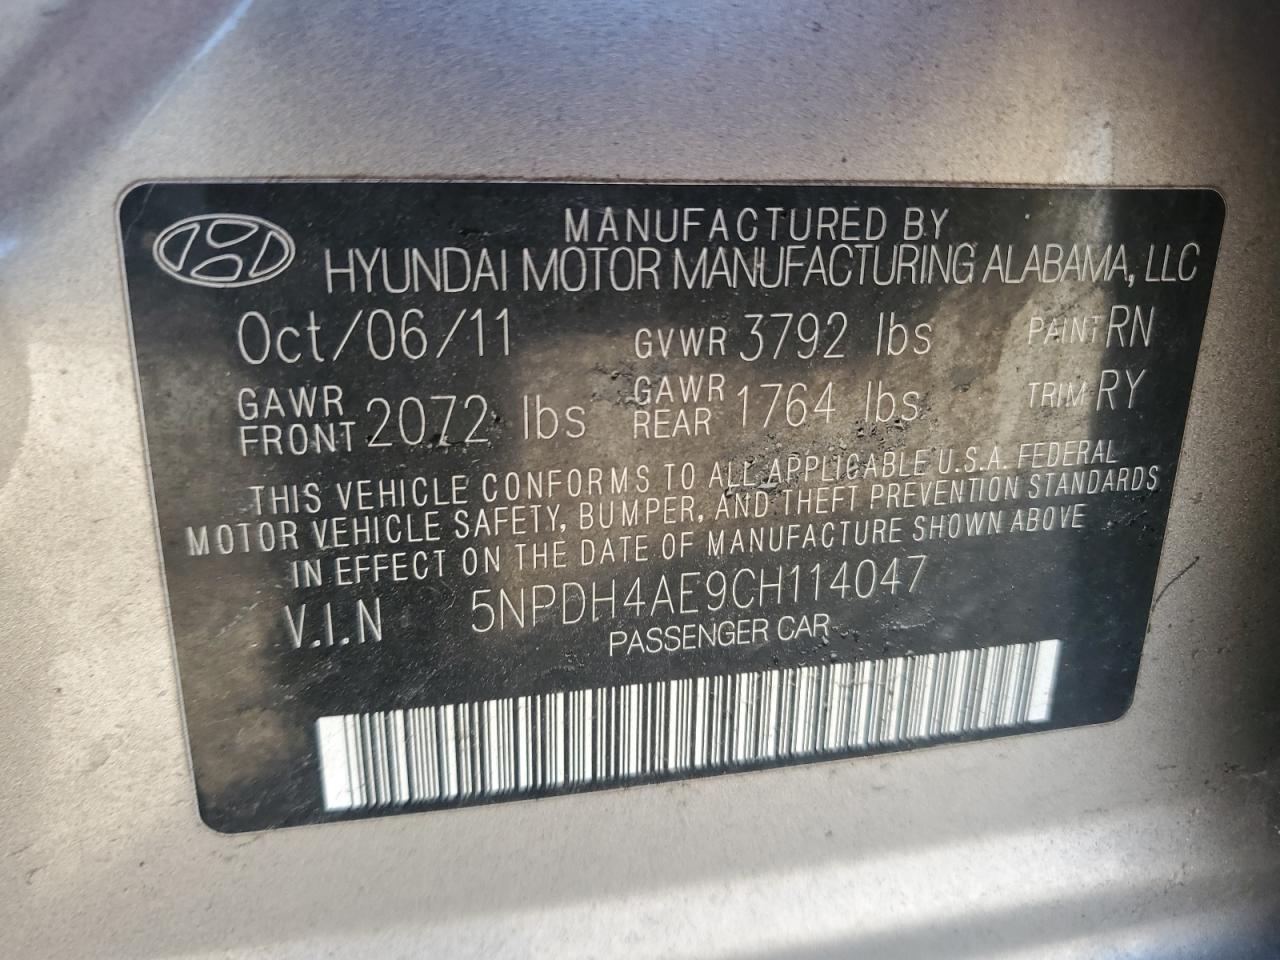 MANUFACTURED BY
HYUNDAI MOTOR MANUFACTURING ALABAMA, LLC
Oct/06/11 GVWR 3792 lbs PAINT RN
GAWR FRONT 2072 lbs GAWR REAR 1764 lbs TRIM RY
THIS VEHICLE CONFORMS TO ALL APPLICABLE U.S.A. FEDERAL
MOTOR VEHICLE SAFETY, BUMPER, AND THEFT PREVENTION STANDARDS
IN EFFECT ON THE DATE OF MANUFACTURE SHOWN ABOVE
V.I.N 5NPDH4AE9CH114047
PASSENGER CAR